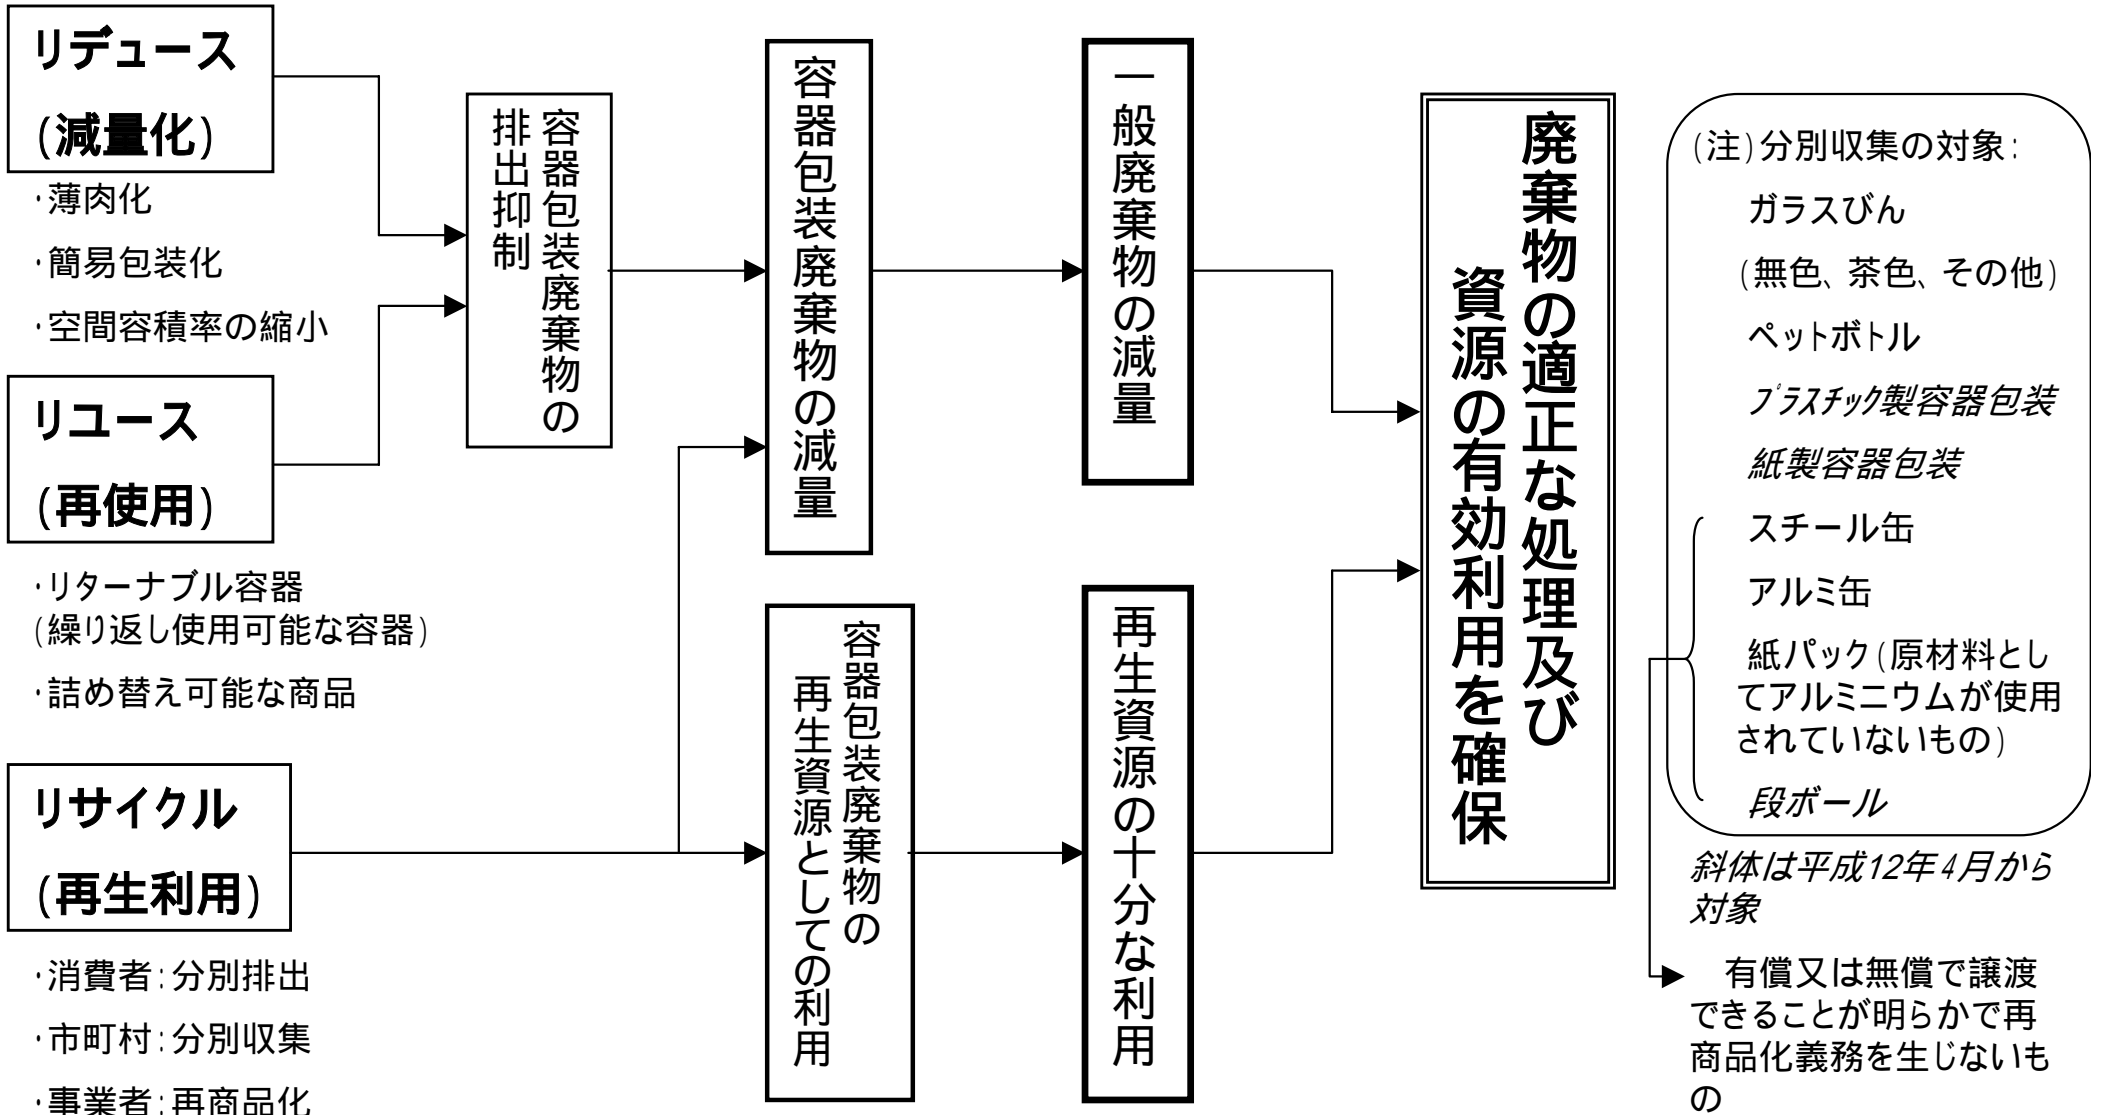 リデュース
(減量化)
・薄肉化
・簡易包装化
・空間容積率の縮小
リユース
(再使用)
・リターナブル容器
(繰り返し使用可能な容器)
・詰め替え可能な商品
リサイクル
(再生利用)
・消費者:分別排出
・市町村:分別収集
・事業者:再商品化
容器包装廃棄物の
排出抑制
容器包装廃棄物の減量
容器包装廃棄物の
再生資源としての利用
一般廃棄物の減量
再生資源の十分な利用
廃棄物の適正な処理及び
資源の有効利用を確保
(注)分別収集の対象:
ガラスびん
(無色、茶色、その他)
ペットボトル
プラスチック製容器包装
紙製容器包装
スチール缶
アルミ缶
紙パック(原材料とし
てアルミニウムが使用
されていないもの)
段ボール
斜体は平成12年4月から
対象
有償又は無償で譲渡
できることが明らかで再
商品化義務を生じないも
の